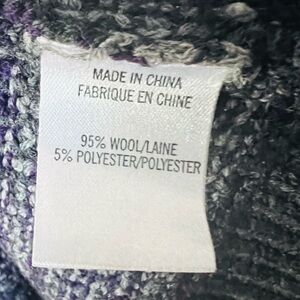 MADE IN CHINA
FABRIQUE EN CHINE
95% WOOL/LAINE
5% POLYESTER/POLYESTER